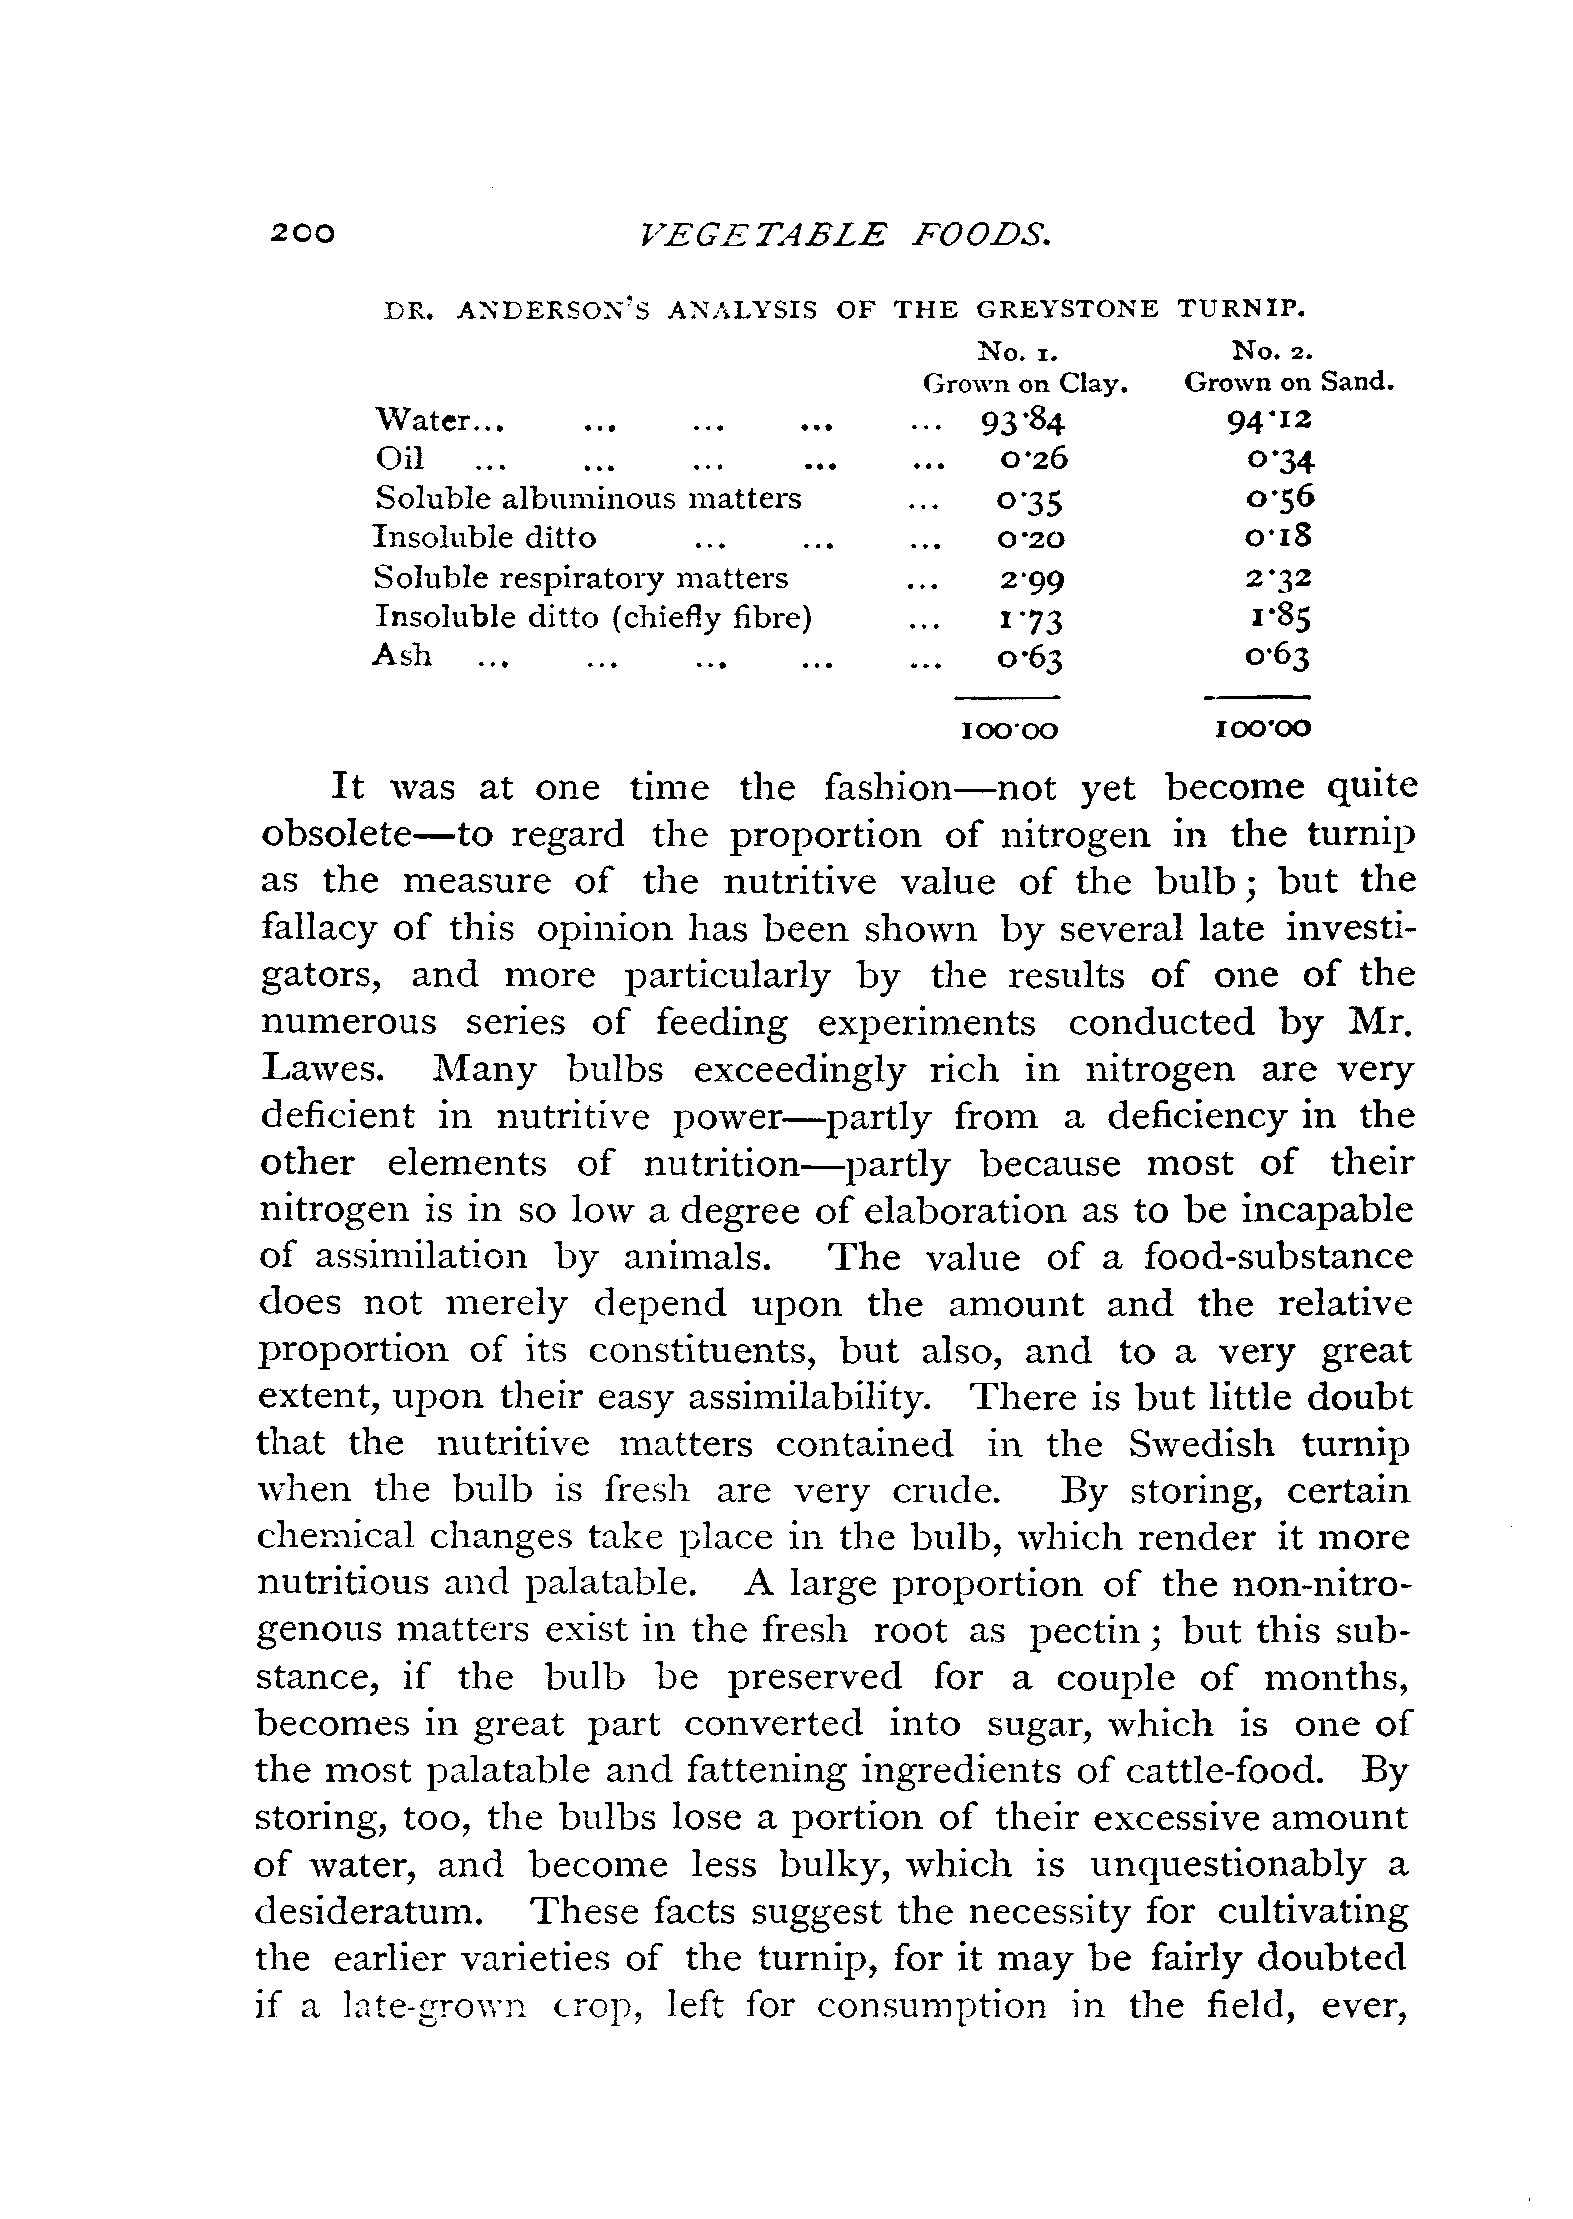 200 VEGETABLE FOODS.
DR. ANDERSON'S ANALYSIS OF THE GREYSTONE TURNIP.
No. 1. No. 2.
Grown on Clay. Grown on Sand.
Water... ... ... ... ... 93·84 94·12
Oil ... ... ... ... ... 0·26 0·34
Soluble albuminous matters ... 0·35 0·56
Insoluble ditto ... ... ... 0·20 0·18
Soluble respiratory matters ... 2·99 2·32
Insoluble ditto (chiefly fibre) ... 1·73 1·85
Ash ... ... ... ... ... 0·63 0·63
100·00 100·00
It was at one time the fashion—not yet become quite
obsolete—to regard the proportion of nitrogen in the turnip
as the measure of the nutritive value of the bulb; but the
fallacy of this opinion has been shown by several late investi-
gators, and more particularly by the results of one of the
numerous series of feeding experiments conducted by Mr.
Lawes. Many bulbs exceedingly rich in nitrogen are very
deficient in nutritive power—partly from a deficiency in the
other elements of nutrition—partly because most of their
nitrogen is in so low a degree of elaboration as to be incapable
of assimilation by animals. The value of a food-substance
does not merely depend upon the amount and the relative
proportion of its constituents, but also, and to a very great
extent, upon their easy assimilability. There is but little doubt
that the nutritive matters contained in the Swedish turnip
when the bulb is fresh are very crude. By storing, certain
chemical changes take place in the bulb, which render it more
nutritious and palatable. A large proportion of the non-nitro-
genous matters exist in the fresh root as pectin; but this sub-
stance, if the bulb be preserved for a couple of months,
becomes in great part converted into sugar, which is one of
the most palatable and fattening ingredients of cattle-food. By
storing, too, the bulbs lose a portion of their excessive amount
of water, and become less bulky, which is unquestionably a
desideratum. These facts suggest the necessity for cultivating
the earlier varieties of the turnip, for it may be fairly doubted
if a late-grown crop, left for consumption in the field, ever,